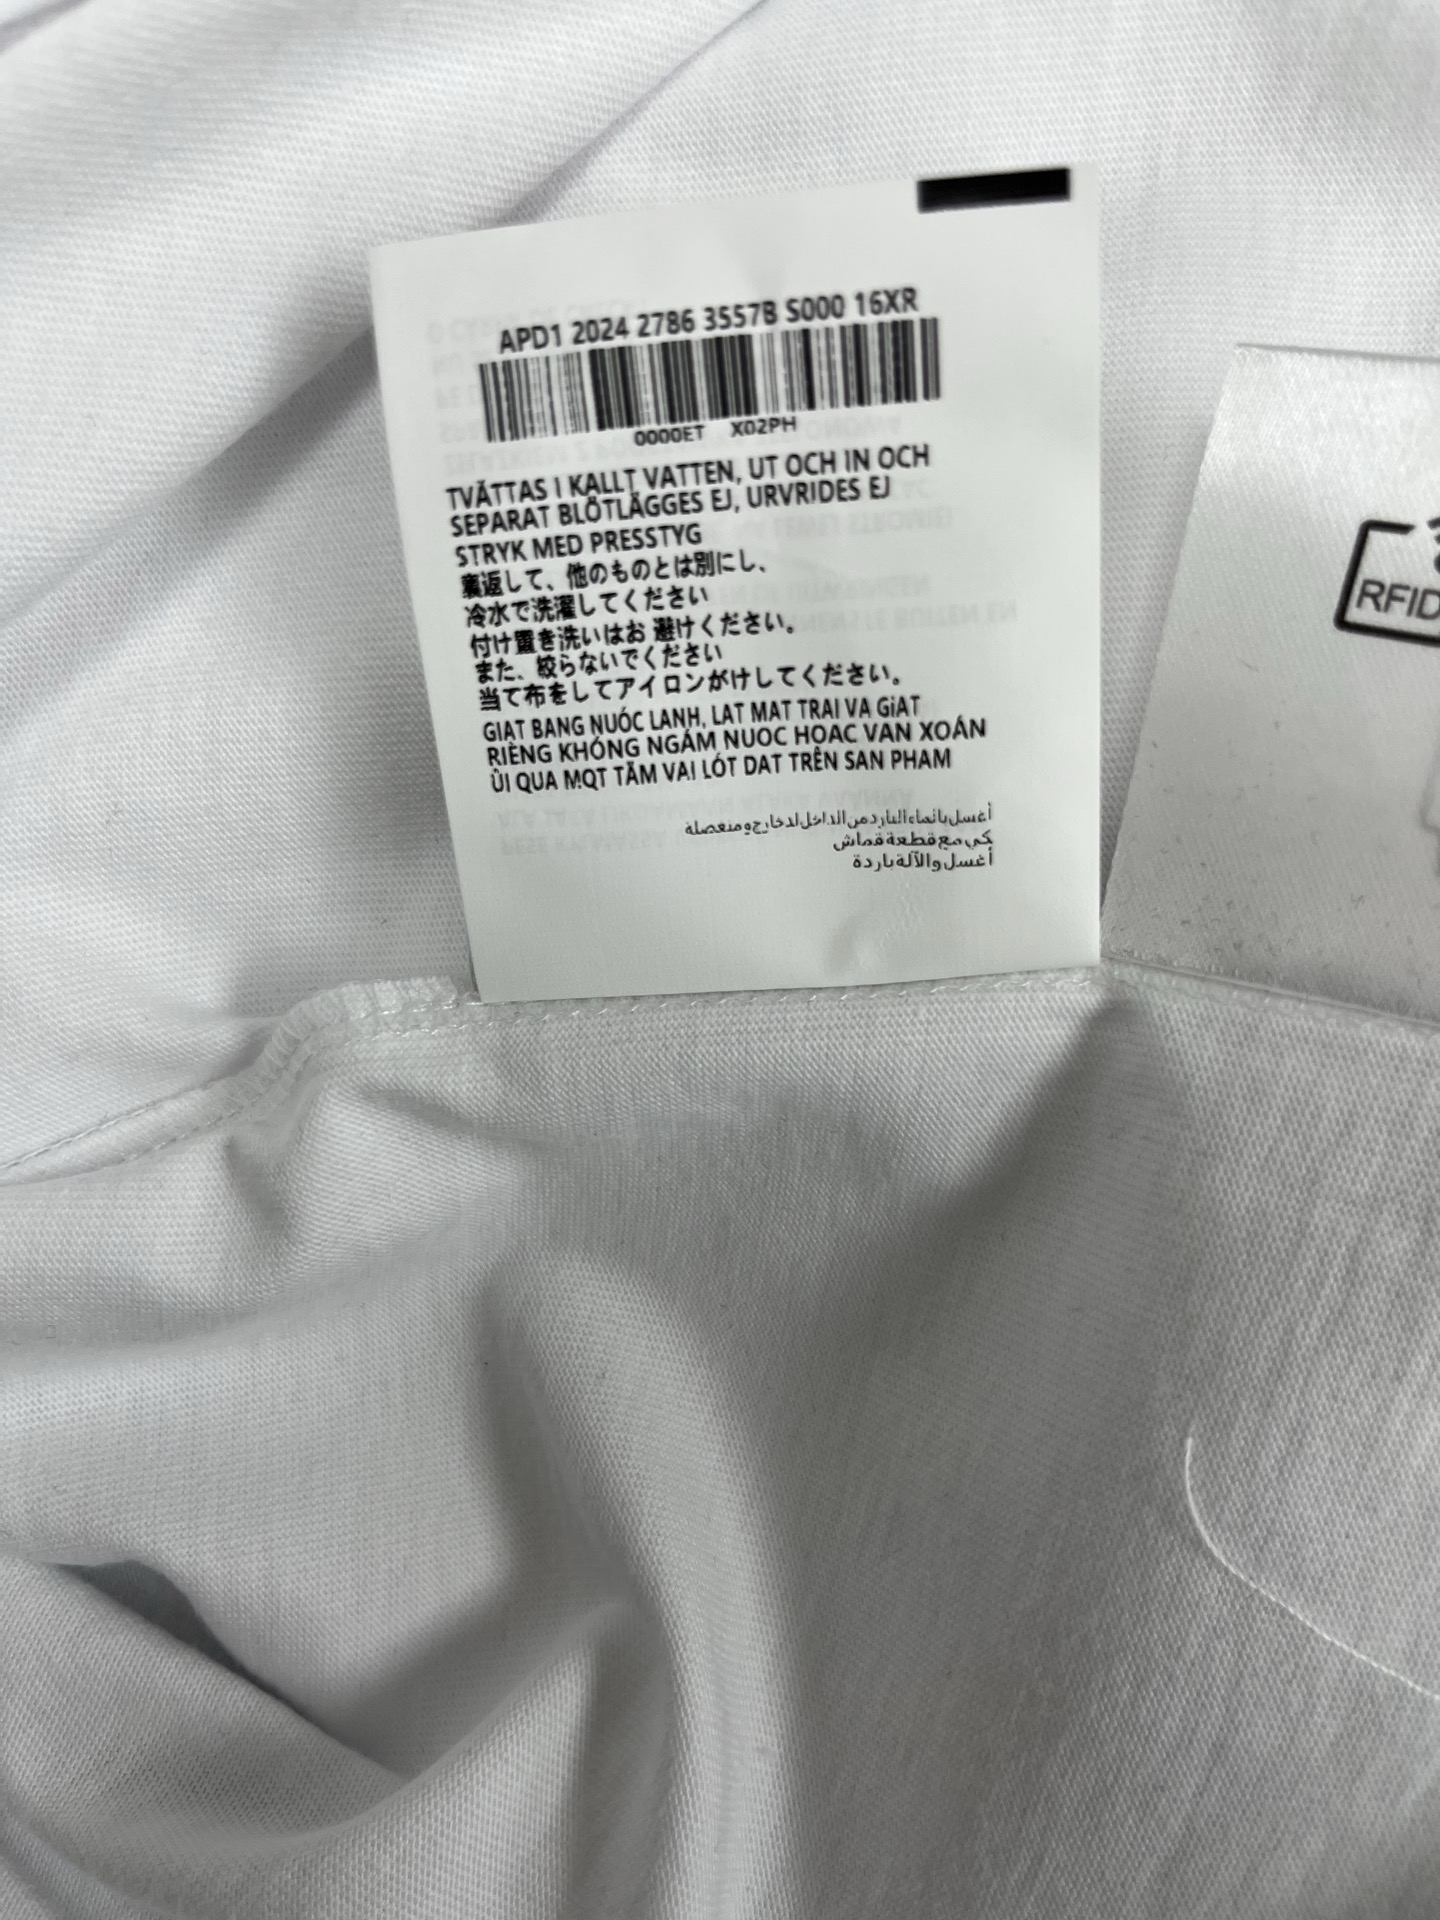 APD1 2024 2786 3557B S000 16XR
0000ET X02PH
TVÄTTAS I KALLT VATTEN, UT OCH IN OCH
SEPARAT BLÖTLÄGGES EJ, URVRIDES EJ
STRYK MED PRESSTYG
裏返して、他のものとは別にし、
冷水で洗濯してください
付け置き洗いはお 避けください。
また、絞らないでください
当て布をしてアイロンがけしてください。
GIAT BANG NUÓC LANH, LAT MAT TRAI VA GiAT
RIÈNG KHÓNG NGÁM NUOC HOAC VAN XOÁN
ÙI QUA MQT TĂM VAI LÓT DAT TRÊN SAN PHAM
أغسل بانماء البارد من الداخل لدخارج ومنعصلة
كي مع قطعة قماش
أغسل والآلة باردة
RFID